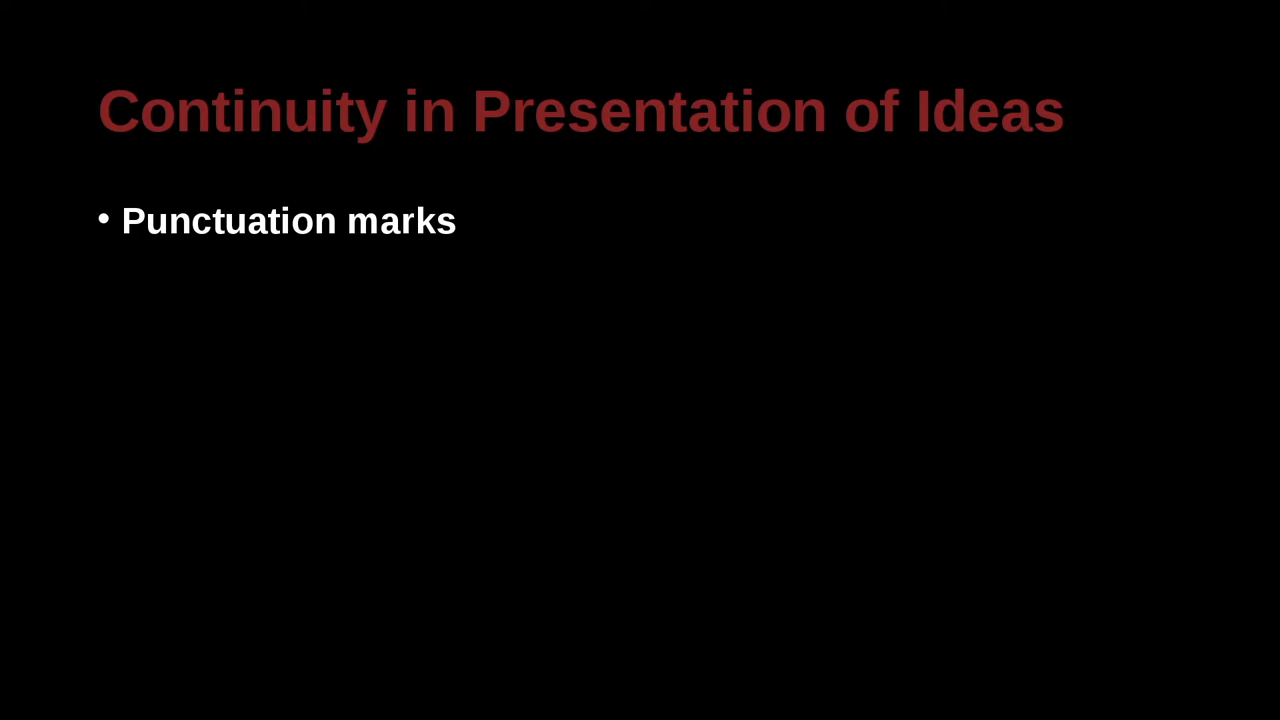 Continuity in Presentation of Ideas
• Punctuation marks